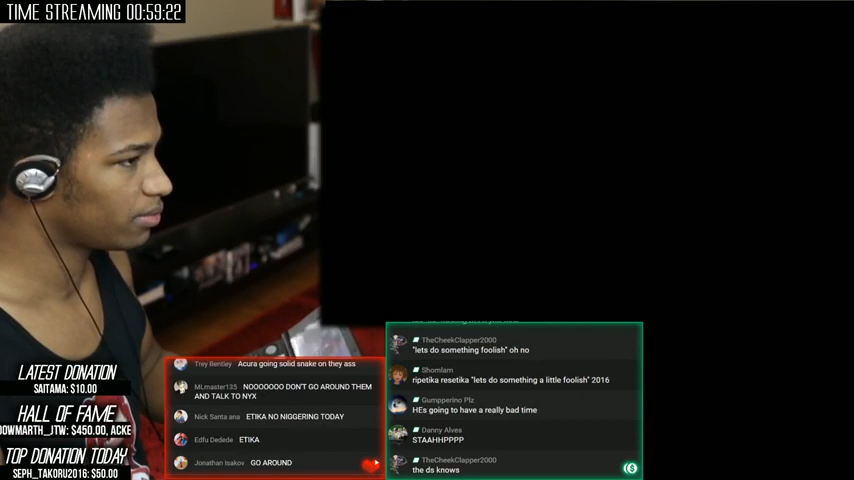 TIME STREAMING 00:59:22
LATEST DONATION
SAITAMA: $10.00
HALL OF FAME
OOWMARTH_JTW: $450.00, ACKE
TOP DONATION TODAY
SEPH_TAKORU2016: $50.00
Trey Bentley Acura going solid snake on they ass
MLmaster135 NOOOOOOO DON'T GO AROUND THEM
AND TALK TO NYX
Nick Santa ana ETIKA NO NIGGERING TODAY
Edfu Dedede ETIKA
Jonathan Isakov GO AROUND
TheCheekClapper2000
"lets do something foolish" oh no
Shomlam
ripetika resetika "lets do something a little foolish" 2016
Gumpperino Plz
HEs going to have a really bad time
Danny Alves
STAAHHPPPP
TheCheekClapper2000
the ds knows